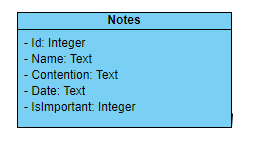 Notes
- Id: Integer
- Name: Text
- Contention: Text
- Date: Text
- IsImportant: Integer